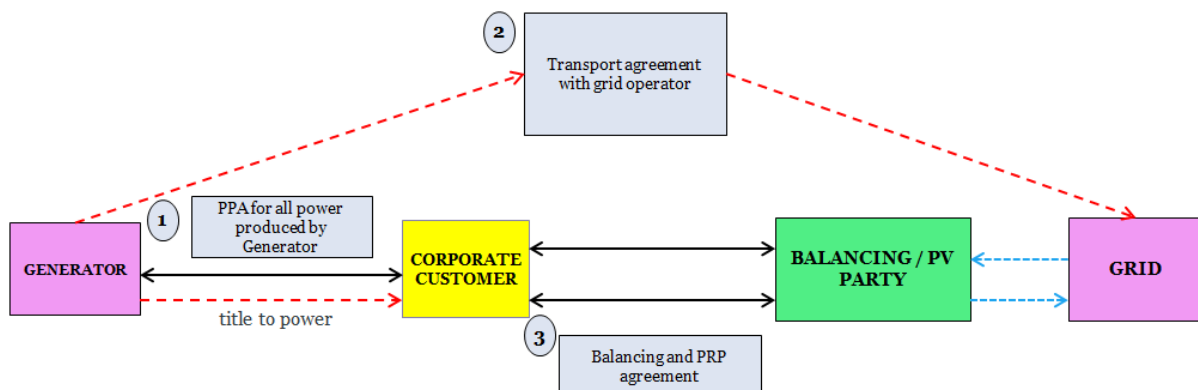 2
Transport agreement
with grid operator
1
PPA for all power
produced by
Generator
GENERATOR
CORPORATE
CUSTOMER
BALANCING / PV
PARTY
GRID
title to power
3
Balancing and PRP
agreement